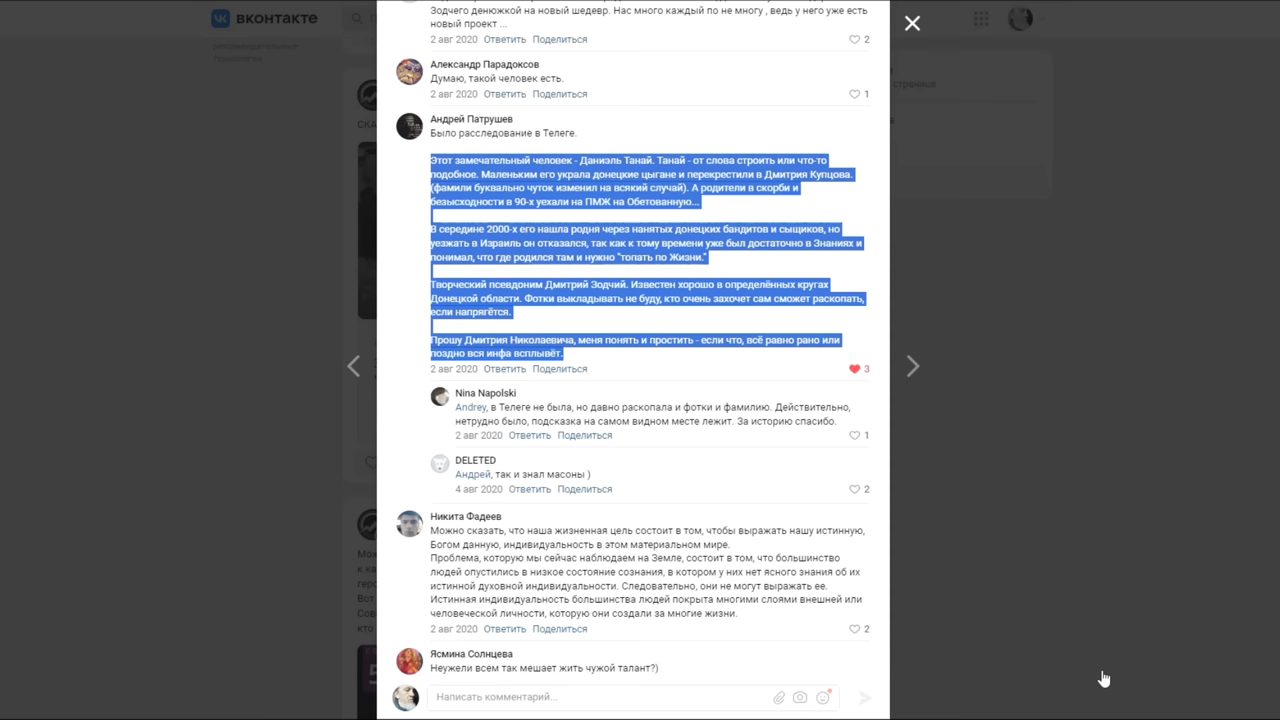 Зодчего денюжкой на новый шедевр. Нас много каждый по не многу , ведь у него уже есть
вконтакте
новый проект ...
2 авг 2020 Ответить Поделиться 2
Александр Парадоксов
Думаю, такой человек есть.
странице
2 авг 2020 Ответить Поделиться 1
Андрей Патрушев
Было расследование в Телеге.
Этот замечательный человек - Даниэль Танай. Танай - от слова строить или что-то
подобное. Маленьким его украла донецкие цыгане и перекрестили в Дмитрия Купцова.
(фамили буквально чуток изменил на всякий случай). А родители в скорби и
безысходности в 90-х уехали на ПМЖ на Обетованную...
В середине 2000-х его нашла родня через нанятых донецких бандитов и сыщиков, но
уезжать в Израиль он отказался, так как к тому времени уже был достаточно в Знаниях и
понимал, что где родился там и нужно "топать по Жизни."
Творческий псевдоним Дмитрий Зодчий. Известен хорошо в определённых кругах
Донецкой области. Фотки выкладывать не буду, кто очень захочет сам сможет раскопать,
если напрягётся.
Прошу Дмитрия Николаевича, меня понять и простить - если что, всё равно рано или
поздно вся инфа всплывёт.
2 авг 2020 Ответить Поделиться 3
Nina Napolski
Andrey, в Телеге не была, но давно раскопала и фотки и фамилию. Действительно,
нетрудно было, подсказка на самом видном месте лежит. За историю спасибо.
2 авг 2020 Ответить Поделиться 1
DELETED
Андрей, так и знал масоны )
4 авг 2020 Ответить Поделиться 2
Никита Фадеев
Можно сказать, что наша жизненная цель состоит в том, чтобы выражать нашу истинную,
Богом данную, индивидуальность в этом материальном мире.
Проблема, которую мы сейчас наблюдаем на Земле, состоит в том, что большинство
людей опустились в низкое состояние сознания, в котором у них нет ясного знания об их
истинной духовной индивидуальности. Следовательно, они не могут выражать ее.
Истинная индивидуальность большинства людей покрыта многими слоями внешней или
человеческой личности, которую они создали за многие жизни.
2 авг 2020 Ответить Поделиться 2
Ясмина Солнцева
Неужели всем так мешает жить чужой талант?)
Написать комментарий...